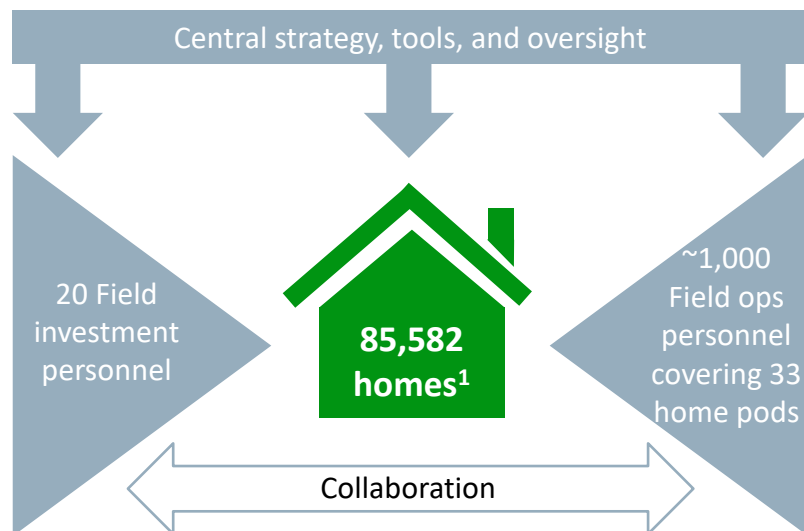 Central strategy, tools, and oversight
20 Field
investment
personnel
85,582
homes¹
~1,000
Field ops
personnel
covering 33
home pods
Collaboration